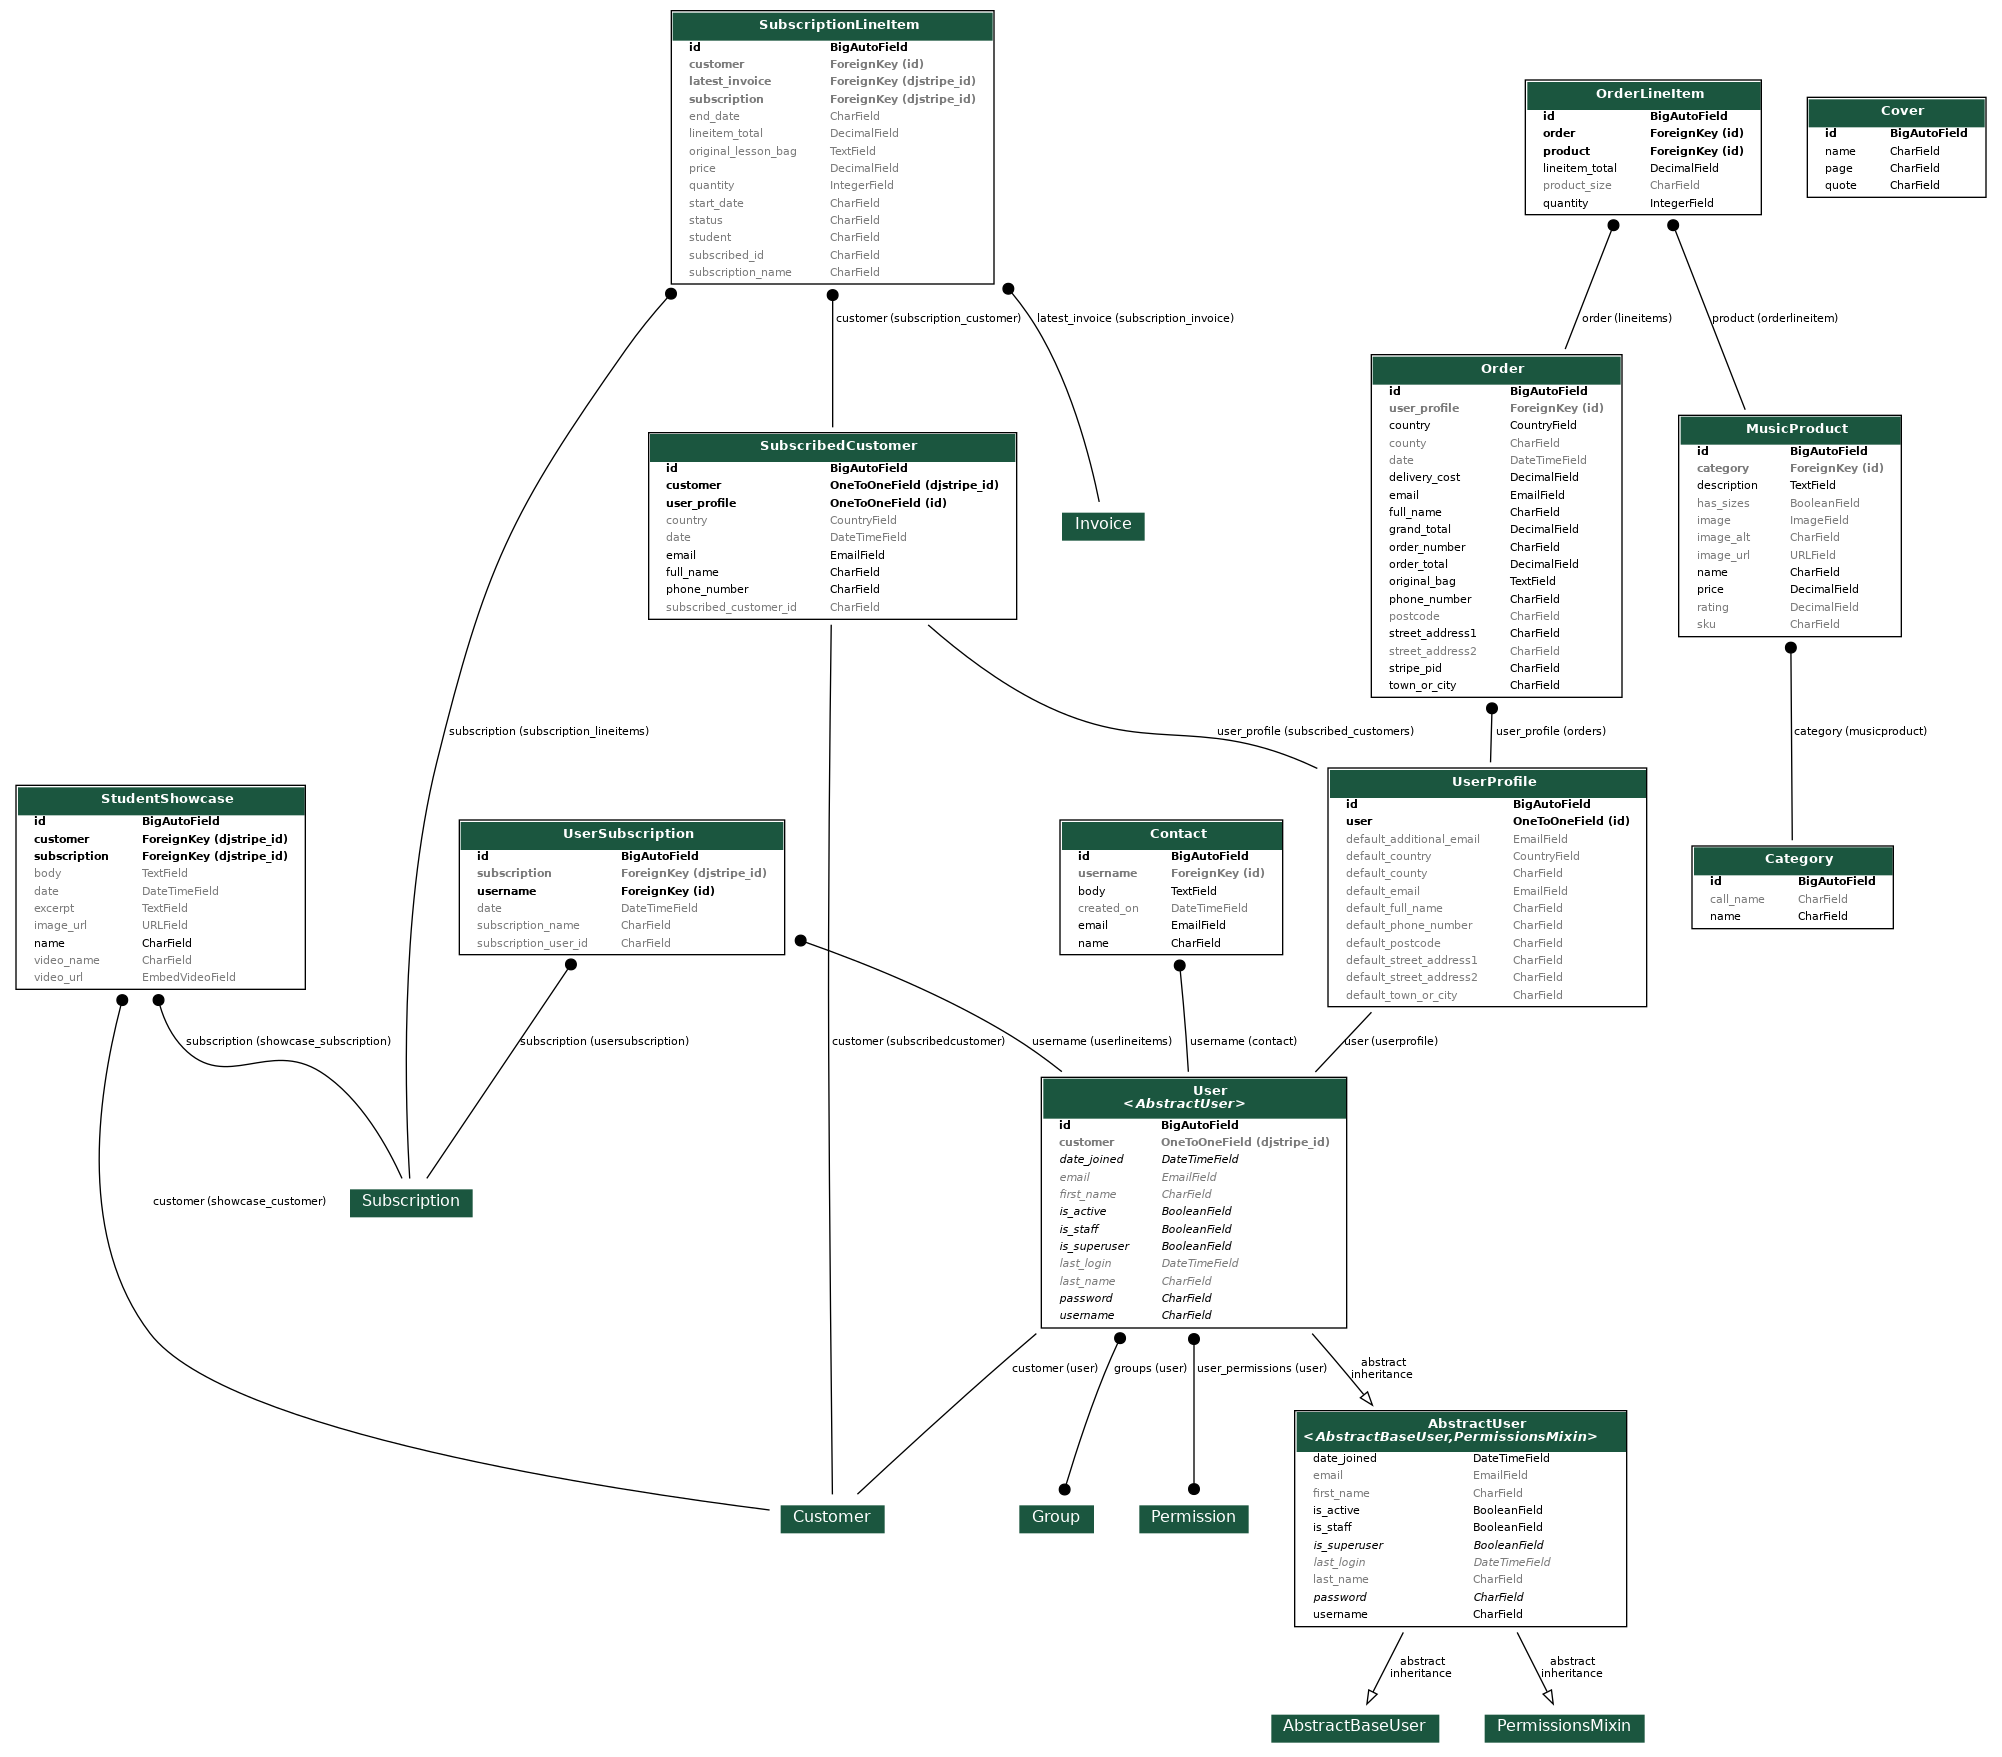 SubscriptionLineItem
id BigAutoField
customer ForeignKey (id)
latest_invoice ForeignKey (djstripe_id)
subscription ForeignKey (djstripe_id)
end_date CharField
lineitem_total DecimalField
original_lesson_bag TextField
price DecimalField
quantity IntegerField
start_date CharField
status CharField
student CharField
subscribed_id CharField
subscription_name CharField
OrderLineItem
id BigAutoField
order ForeignKey (id)
product ForeignKey (id)
lineitem_total DecimalField
product_size CharField
quantity IntegerField
Cover
id BigAutoField
name CharField
page CharField
quote CharField
customer (subscription_customer)
latest_invoice (subscription_invoice)
order (lineitems)
product (orderlineitem)
Order
id BigAutoField
user_profile ForeignKey (id)
country CountryField
county CharField
date DateTimeField
delivery_cost DecimalField
email EmailField
full_name CharField
grand_total DecimalField
order_number CharField
order_total DecimalField
original_bag TextField
phone_number CharField
postcode CharField
street_address1 CharField
street_address2 CharField
stripe_pid CharField
town_or_city CharField
MusicProduct
id BigAutoField
category ForeignKey (id)
description TextField
has_sizes BooleanField
image ImageField
image_alt CharField
image_url URLField
name CharField
price DecimalField
rating DecimalField
sku CharField
SubscribedCustomer
id BigAutoField
customer OneToOneField (djstripe_id)
user_profile OneToOneField (id)
country CountryField
date DateTimeField
email EmailField
full_name CharField
phone_number CharField
subscribed_customer_id CharField
Invoice
subscription (subscription_lineitems)
user_profile (subscribed_customers)
user_profile (orders)
category (musicproduct)
StudentShowcase
id BigAutoField
customer ForeignKey (djstripe_id)
subscription ForeignKey (djstripe_id)
body TextField
date DateTimeField
excerpt TextField
image_url URLField
name CharField
video_name CharField
video_url EmbedVideoField
UserSubscription
id BigAutoField
subscription ForeignKey (djstripe_id)
username ForeignKey (id)
date DateTimeField
subscription_name CharField
subscription_user_id CharField
Contact
id BigAutoField
username ForeignKey (id)
body TextField
created_on DateTimeField
email EmailField
name CharField
UserProfile
id BigAutoField
user OneToOneField (id)
default_additional_email EmailField
default_country CountryField
default_county CharField
default_email EmailField
default_full_name CharField
default_phone_number CharField
default_postcode CharField
default_street_address1 CharField
default_street_address2 CharField
default_town_or_city CharField
Category
id BigAutoField
call_name CharField
name CharField
subscription (showcase_subscription)
subscription (usersubscription)
customer (subscribedcustomer)
username (userlineitems)
username (contact)
user (userprofile)
User
<AbstractUser>
id BigAutoField
customer OneToOneField (djstripe_id)
date_joined DateTimeField
email EmailField
first_name CharField
is_active BooleanField
is_staff BooleanField
is_superuser BooleanField
last_login DateTimeField
last_name CharField
password CharField
username CharField
customer (showcase_customer)
Subscription
customer (user)
groups (user)
user_permissions (user)
abstract
inheritance
AbstractUser
<AbstractBaseUser,PermissionsMixin>
date_joined DateTimeField
email EmailField
first_name CharField
is_active BooleanField
is_staff BooleanField
is_superuser BooleanField
last_login DateTimeField
last_name CharField
password CharField
username CharField
Customer
Group
Permission
abstract
inheritance
abstract
inheritance
AbstractBaseUser
PermissionsMixin